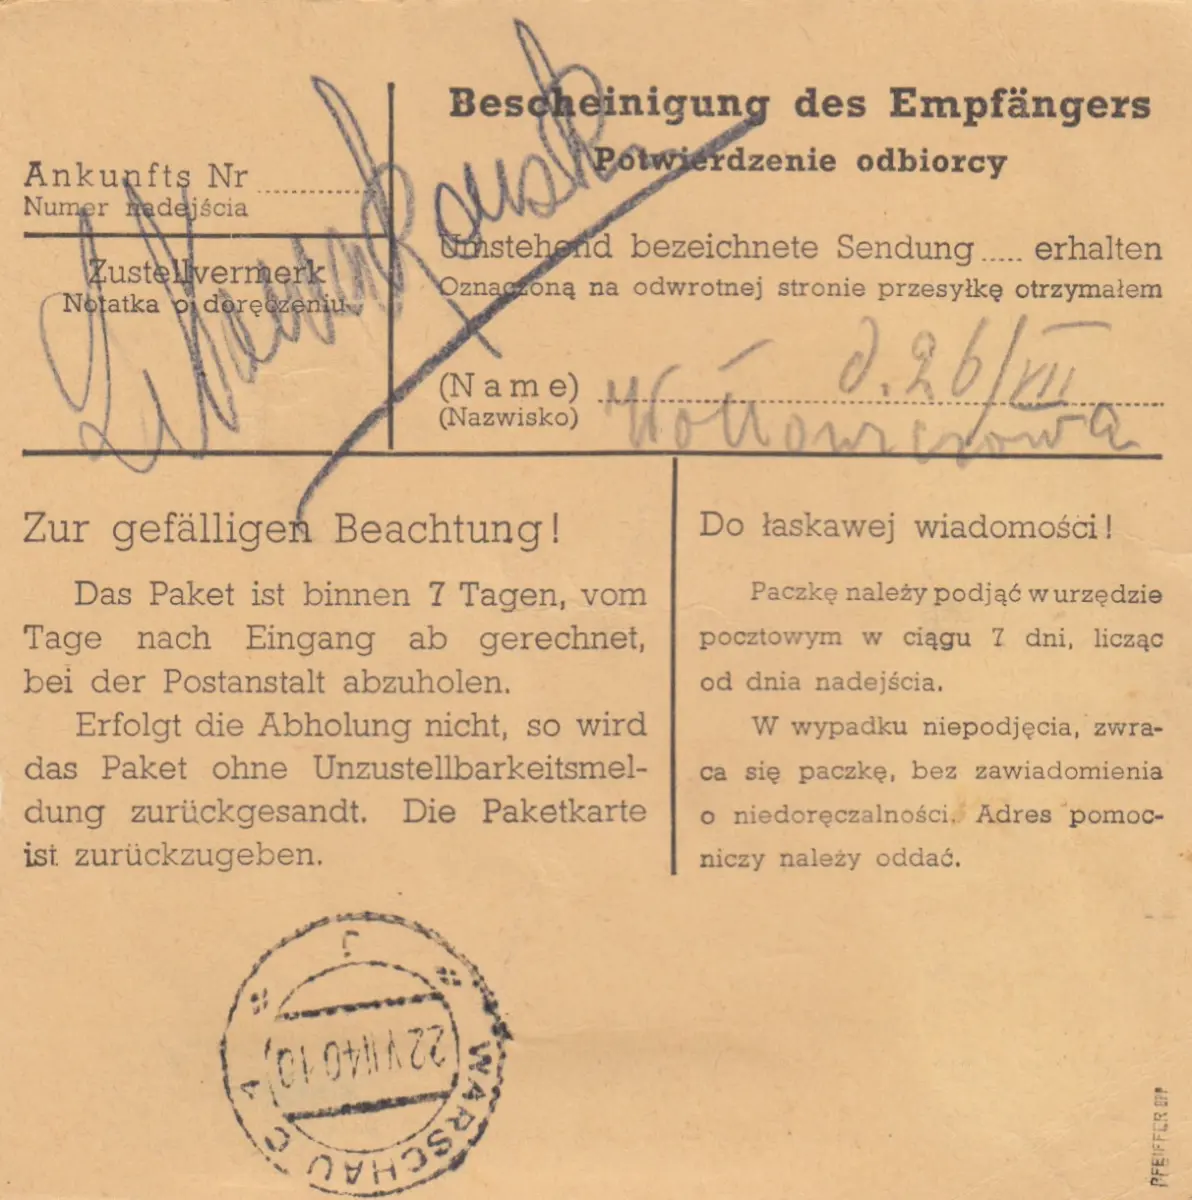 Bescheinigung des Empfängers
Potwierdzenie odbiorcy
Ankunfts Nr
Numer nadejścia
Zustellvermerk
Notatka o doręczeniu
Umstehend bezeichnete Sendung ..... erhalten
Oznaczoną na odwrotnej stronie przesyłkę otrzymałem
d. 26/VII
(Name)
(Nazwisko)
Zur gefälligen Beachtung!
Das Paket ist binnen 7 Tagen, vom
Tage nach Eingang ab gerechnet,
bei der Postanstalt abzuholen.
Erfolgt die Abholung nicht, so wird
das Paket ohne Unzustellbarkeitsmel-
dung zurückgesandt. Die Paketkarte
ist zurückzugeben.
Do łaskawej wiadomości!
Paczkę należy podjąć w urzędzie
pocztowym w ciągu 7 dni, licząc
od dnia nadejścia.
W wypadku niepodjęcia, zwra-
ca się paczkę, bez zawiadomienia
o niedoręczalności. Adres pomoc-
niczy należy oddać.
J
22 VII 40 10
WARSCHAU C 1
PFEIFFER